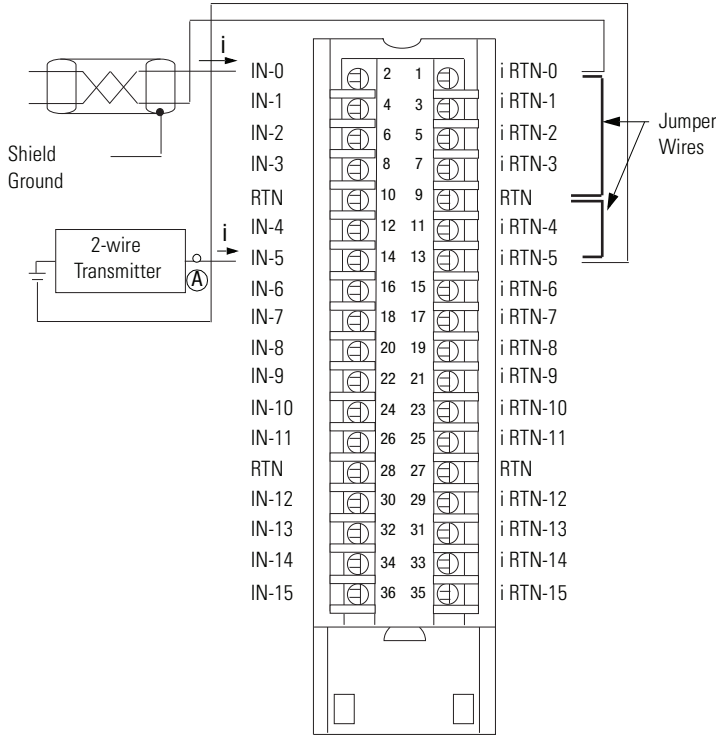 i
IN-0 2 1 i RTN-0
IN-1 4 3 i RTN-1
IN-2 6 5 i RTN-2
IN-3 8 7 i RTN-3
RTN 10 9 RTN
IN-4 12 11 i RTN-4
IN-5 14 13 i RTN-5
IN-6 16 15 i RTN-6
IN-7 18 17 i RTN-7
IN-8 20 19 i RTN-8
IN-9 22 21 i RTN-9
IN-10 24 23 i RTN-10
IN-11 26 25 i RTN-11
RTN 28 27 RTN
IN-12 30 29 i RTN-12
IN-13 32 31 i RTN-13
IN-14 34 33 i RTN-14
IN-15 36 35 i RTN-15
Shield
Ground
i
2-wire
Transmitter
A
Jumper
Wires